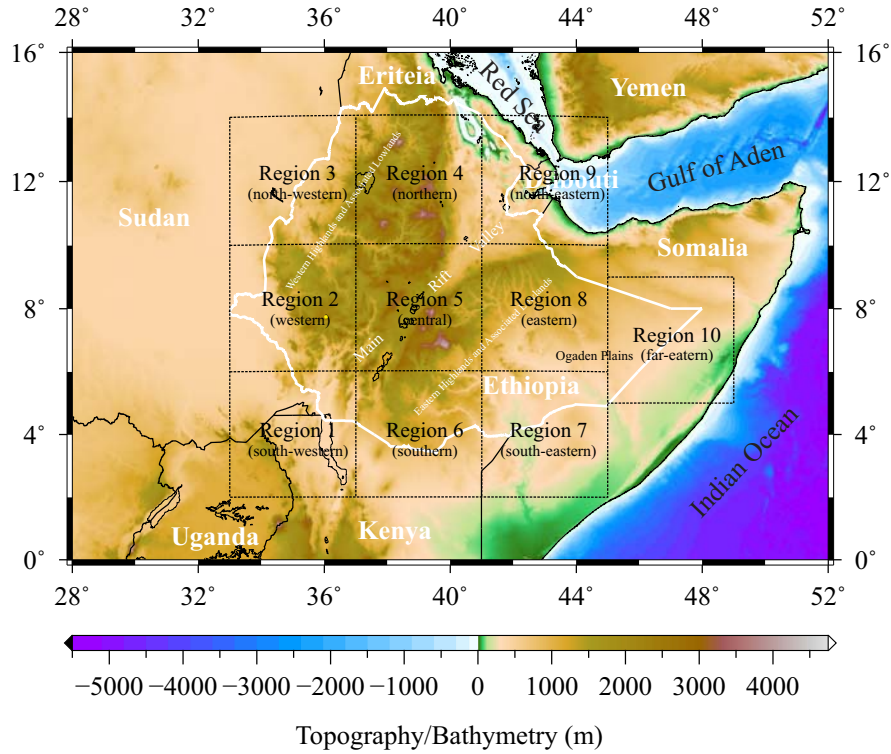 28° 32° 36° 40° 44° 48° 52°
16° 16°
12° 12°
8° 8°
4° 4°
0° 0°
Eriteia
Red Sea
Yemen
Gulf of Aden
Djibouti
Sudan
Somalia
Region 3
(north-western)
Region 4
(northern)
Region 9
(north-eastern)
Western Highlands and Associated Lowlands
Main Rift Valley
Region 2
(western)
Region 5
(central)
Region 8
(eastern)
Region 10
(far-eatern)
Ogaden Plains
Eastern Highlands and Associated Lowlands
Ethiopia
Region 1
(south-western)
Region 6
(southern)
Region 7
(south-eastern)
Indian Ocean
Uganda
Kenya
28° 32° 36° 40° 44° 48° 52°
−5000 −4000 −3000 −2000 −1000 0 1000 2000 3000 4000
Topography/Bathymetry (m)